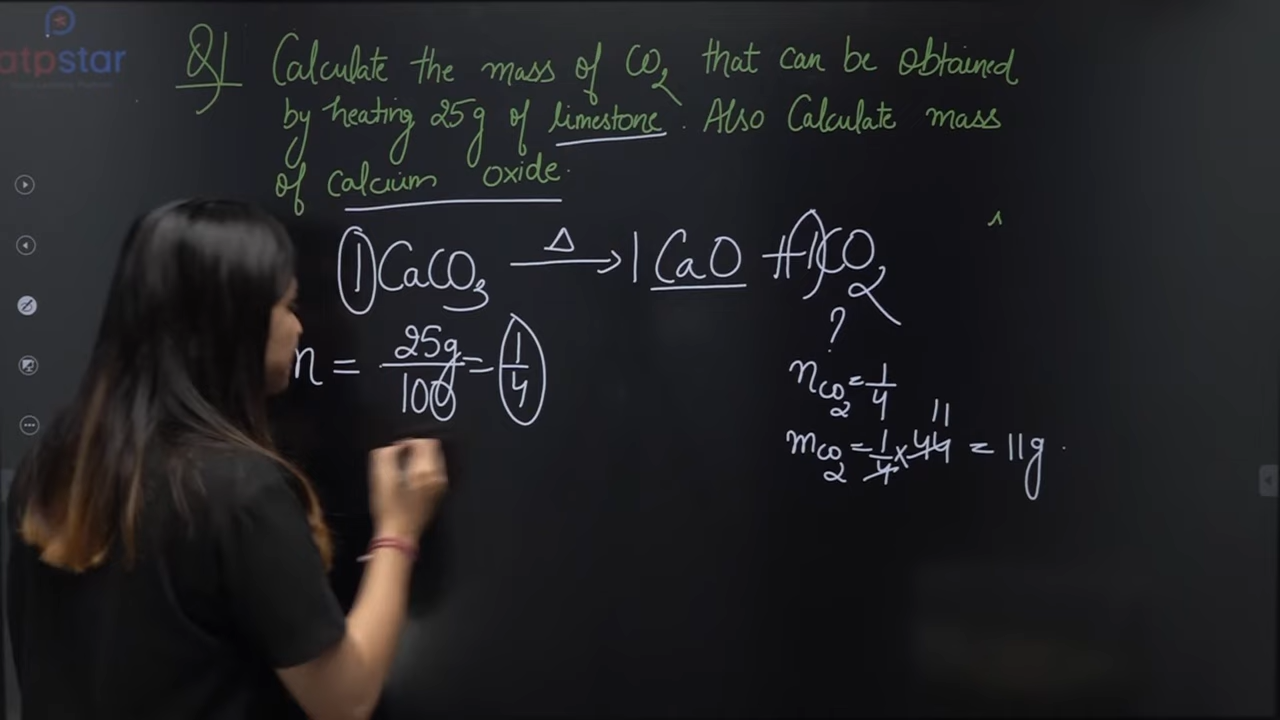 atpstar
Q1 Calculate the mass of CO₂ that can be obtained
by heating 25g of limestone. Also Calculate mass
of calcium oxide.
(1)CaCO₃ —Δ→ 1 CaO + (1)CO₂
?
n = 25g/100 = 1/4
nCO₂ = 1/4
11
mCO₂ = 1/4 x 44 = 11g.